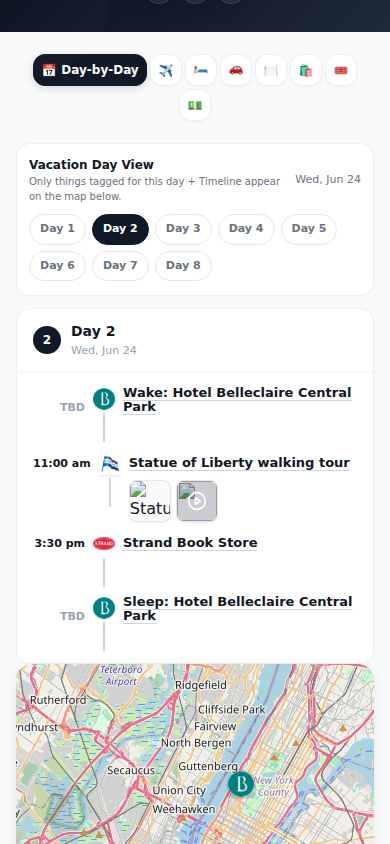 📅 Day-by-Day
Vacation Day View
Only things tagged for this day + Timeline appear
on the map below.
Wed, Jun 24
Day 1
Day 2
Day 3
Day 4
Day 5
Day 6
Day 7
Day 8
2
Day 2
Wed, Jun 24
TBD
B
Wake: Hotel Belleclaire Central
Park
11:00 am
Statue of Liberty walking tour
Statu
3:30 pm
STRAND
Strand Book Store
TBD
B
Sleep: Hotel Belleclaire Central
Park
Teterboro
Airport
Ridgefield
Rutherford
Cliffside Park
Fairview
ndhurst
North Bergen
Secaucus
Guttenberg
B
New York
County
Union City
Weehawken